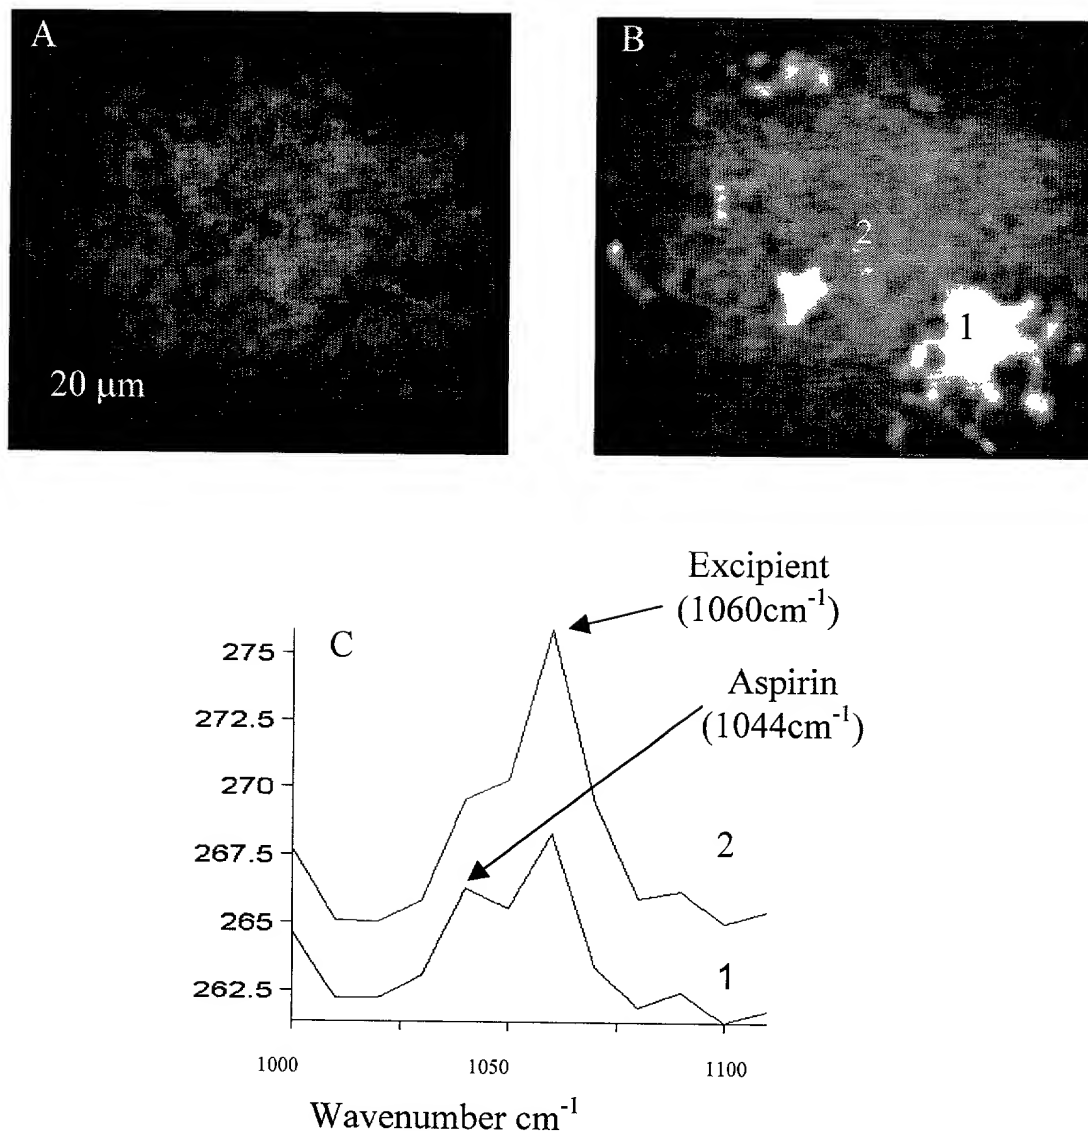 A
B
2
1
20 µm
Excipient
(1060cm⁻¹)
C
Aspirin
(1044cm⁻¹)
275
272.5
270
267.5
265
262.5
2
1
1000
1050
1100
Wavenumber cm⁻¹